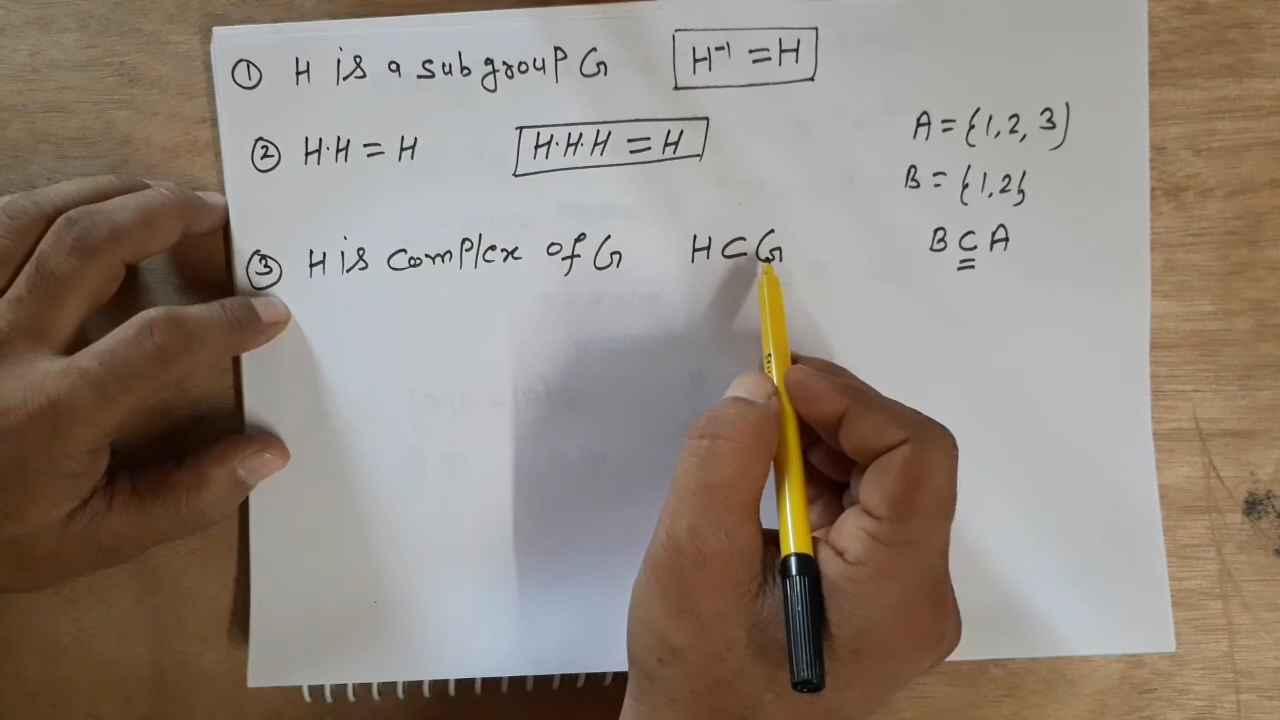 ① H is a subgroup G H⁻¹ = H
② H·H = H H·H·H = H
③ H is complex of G H ⊂ G
A = {1, 2, 3}
B = {1, 2}
B ⊂ A